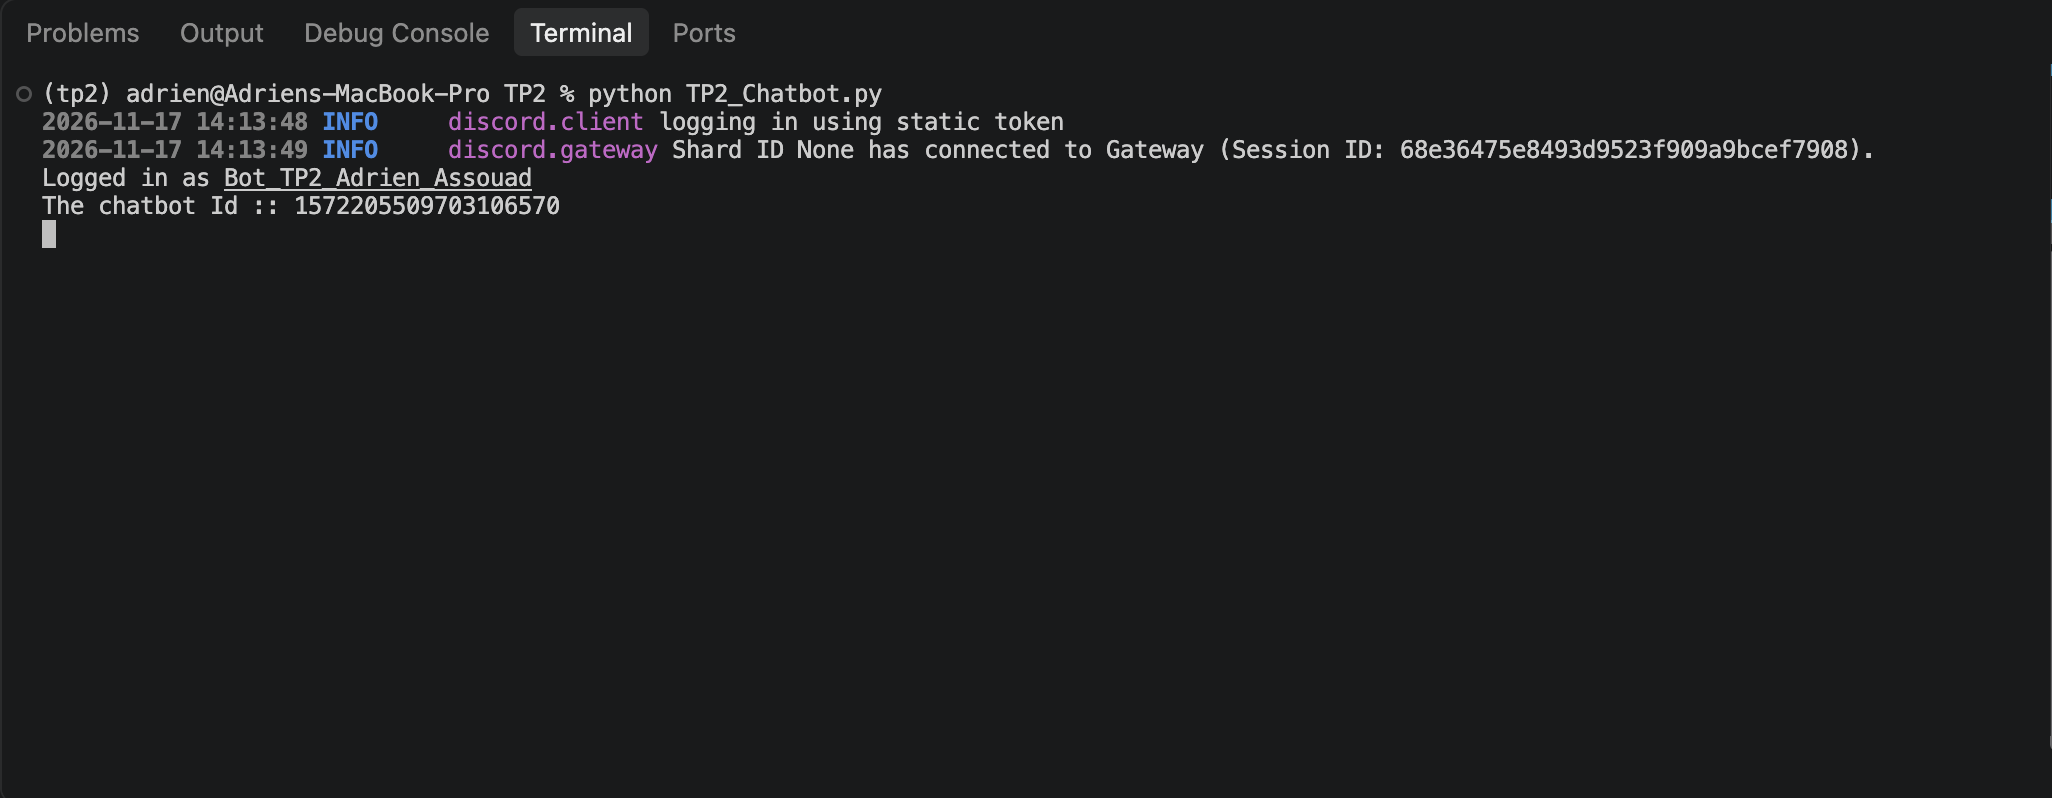 Problems Output Debug Console Terminal Ports
(tp2) adrien@Adriens-MacBook-Pro TP2 % python TP2_Chatbot.py
2026-11-17 14:13:48 INFO     discord.client logging in using static token
2026-11-17 14:13:49 INFO     discord.gateway Shard ID None has connected to Gateway (Session ID: 68e36475e8493d9523f909a9bcef7908).
Logged in as Bot_TP2_Adrien_Assouad
The chatbot Id :: 1572205509703106570